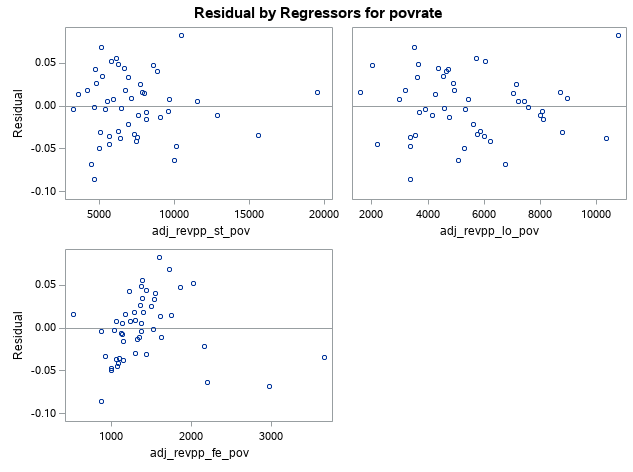 Residual by Regressors for povrate
Residual
0.05
0.00
-0.05
-0.10
5000 10000 15000 20000
adj_revpp_st_pov
2000 4000 6000 8000 10000
adj_revpp_lo_pov
Residual
0.05
0.00
-0.05
-0.10
1000 2000 3000
adj_revpp_fe_pov